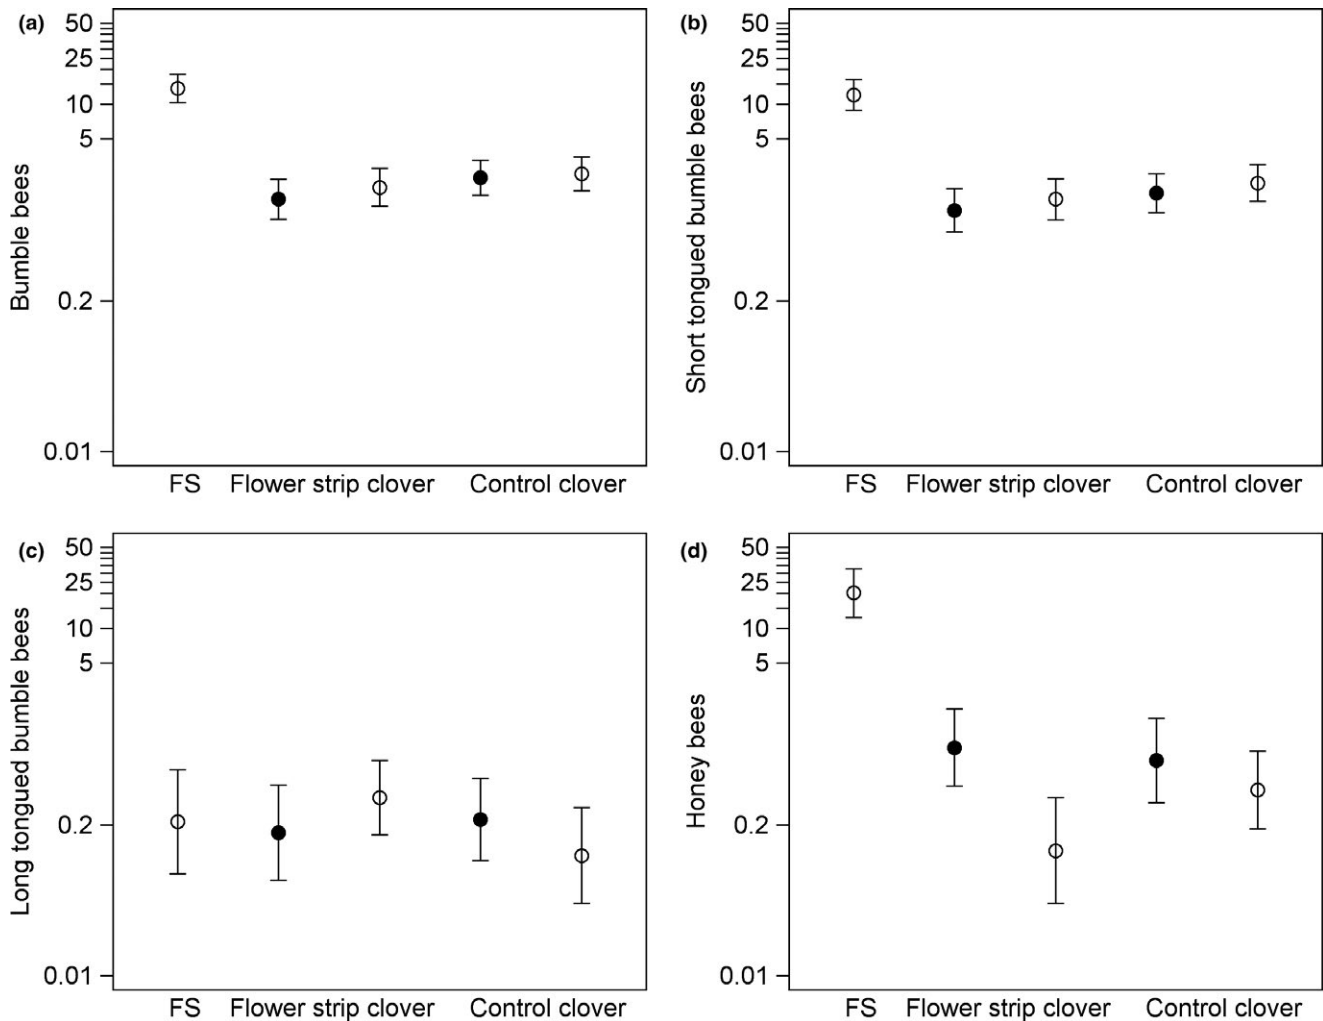 (a)
50
25
10
5
0.2
0.01
Bumble bees
FS Flower strip clover Control clover
(b)
50
25
10
5
0.2
0.01
Short tongued bumble bees
FS Flower strip clover Control clover
(c)
50
25
10
5
0.2
0.01
Long tongued bumble bees
FS Flower strip clover Control clover
(d)
50
25
10
5
0.2
0.01
Honey bees
FS Flower strip clover Control clover